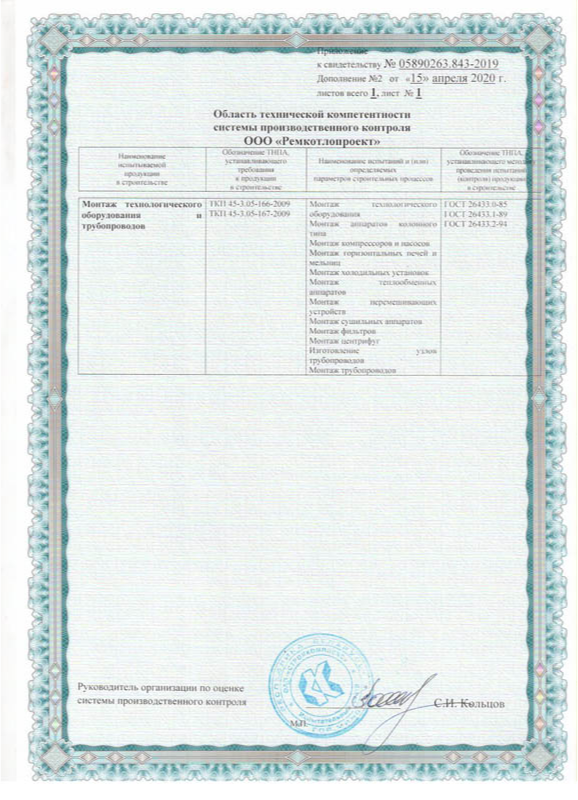 Приложение
к свидетельству № 05890263.843-2019
Дополнение №2 от «15» апреля 2020 г.
листов всего 1, лист № 1
Область технической компетентности
системы производственного контроля
ООО «Ремкотлопроект»
Наименование
испытываемой
продукции
в строительстве
Обозначение ТНПА,
устанавливающего
требования
к продукции
в строительстве
Наименование испытаний и (или)
определяемых
параметров строительных процессов
Обозначение ТНПА,
устанавливающего методику
проведения испытаний
(контроля) продукции
в строительстве
Монтаж технологического
оборудования и
трубопроводов
ТКП 45-3.05-166-2009
ТКП 45-3.05-167-2009
Монтаж технологического
оборудования
Монтаж аппаратов колонного
типа
Монтаж компрессоров и насосов
Монтаж горизонтальных печей и
мельниц
Монтаж холодильных установок
Монтаж теплообменных
аппаратов
Монтаж перемешивающих
устройств
Монтаж сушильных аппаратов
Монтаж фильтров
Монтаж центрифуг
Изготовление узлов
трубопроводов
Монтаж трубопроводов
ГОСТ 26433.0-85
ГОСТ 26433.1-89
ГОСТ 26433.2-94
Руководитель организации по оценке
системы производственного контроля
С.И. Кольцов
М.П.